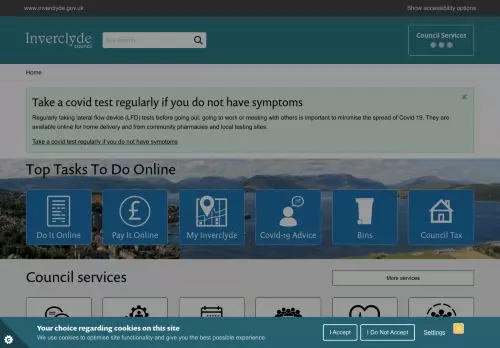 www.inverclyde.gov.uk
Show accessibility options
Inverclyde
council
Council Services
Home
×
Take a covid test regularly if you do not have symptoms
Regularly taking lateral flow device (LFD) tests before going out, going to work or meeting with others is important to minimise the spread of Covid 19. They are
available online for home delivery and from community pharmacies and local testing sites.
Take a covid test regularly if you do not have symptoms
Top Tasks To Do Online
Do It Online
Pay It Online
My Inverclyde
Covid-19 Advice
Bins
Council Tax
Council services
More services
Your choice regarding cookies on this site
We use cookies to optimise site functionality and give you the best possible experience.
I Accept
I Do Not Accept
Settings